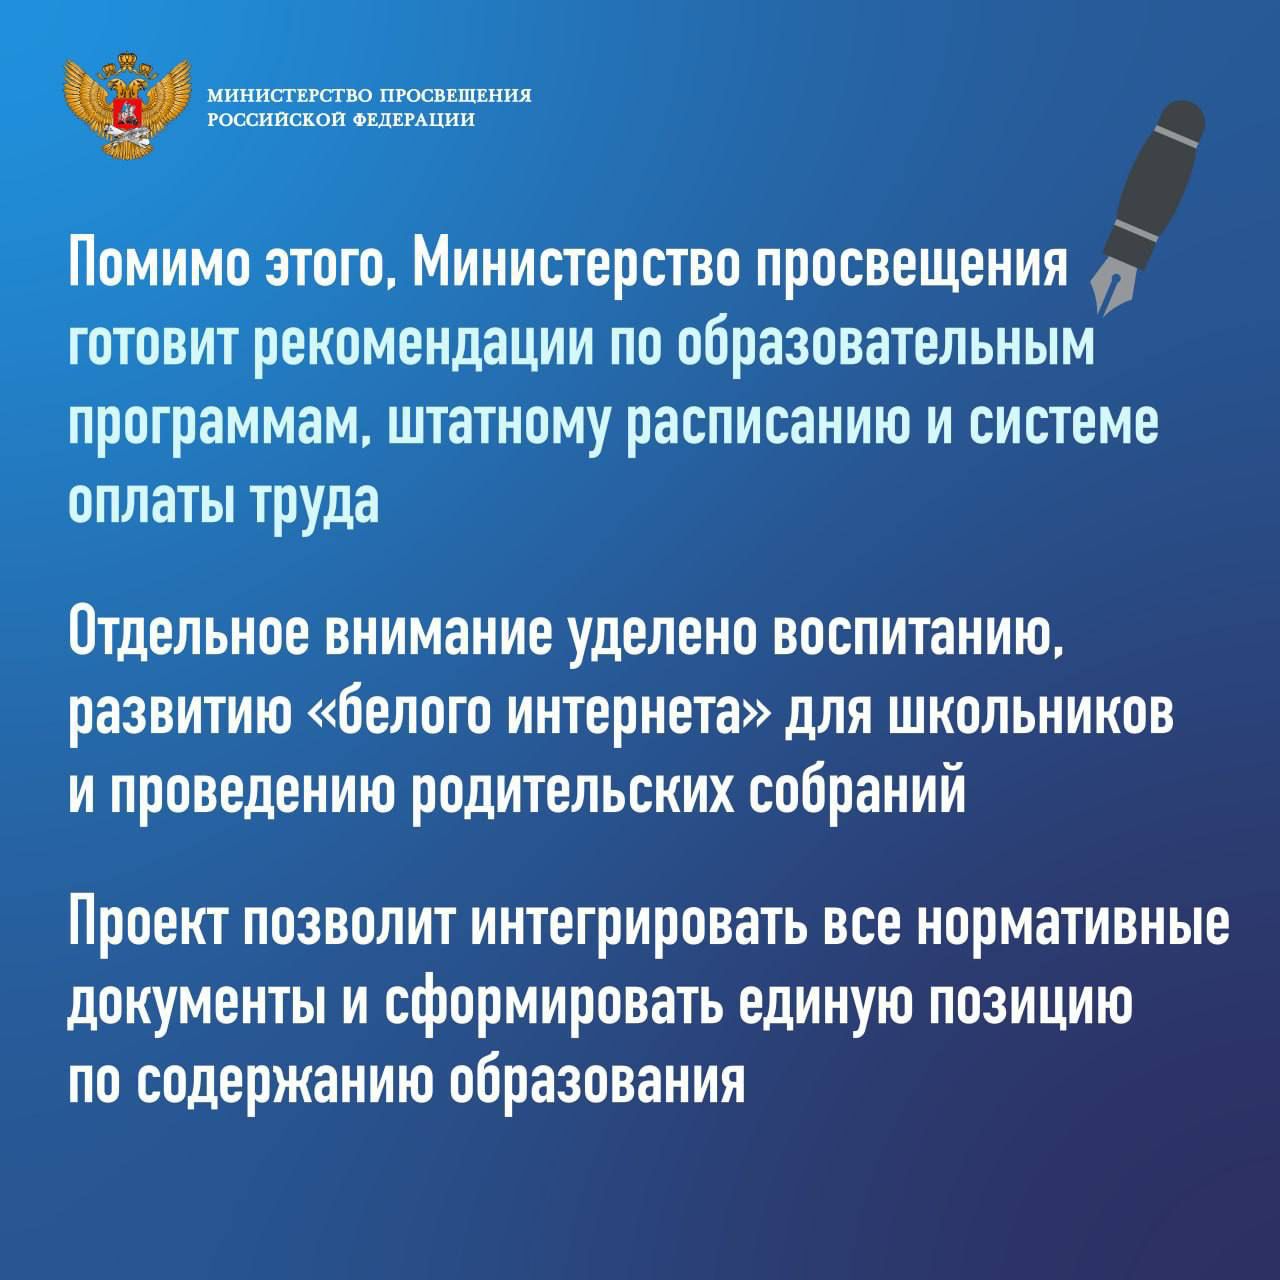 МИНИСТЕРСТВО ПРОСВЕЩЕНИЯ
РОССИЙСКОЙ ФЕДЕРАЦИИ
Помимо этого, Министерство просвещения
готовит рекомендации по образовательным
программам, штатному расписанию и системе
оплаты труда
Отдельное внимание уделено воспитанию,
развитию «белого интернета» для школьников
и проведению родительских собраний
Проект позволит интегрировать все нормативные
документы и сформировать единую позицию
по содержанию образования